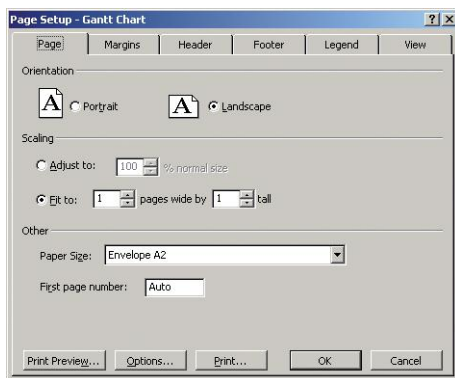 Page Setup - Gantt Chart
Page Margins Header Footer Legend View
Orientation
A Portrait A Landscape
Scaling
Adjust to: 100 % normal size
Fit to: 1 pages wide by 1 tall
Other
Paper Size: Envelope A2
First page number: Auto
Print Preview... Options... Print... OK Cancel